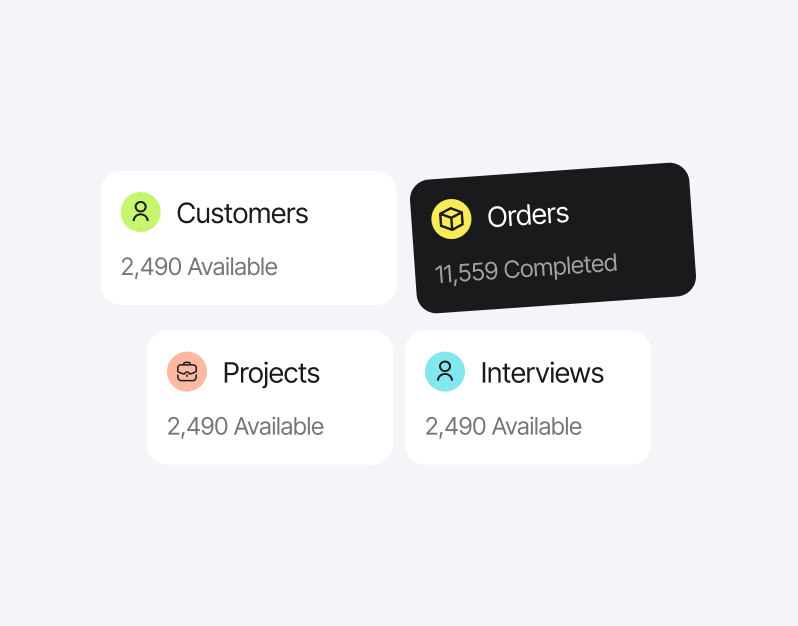 Customers
2,490 Available
Orders
11,559 Completed
Projects
2,490 Available
Interviews
2,490 Available